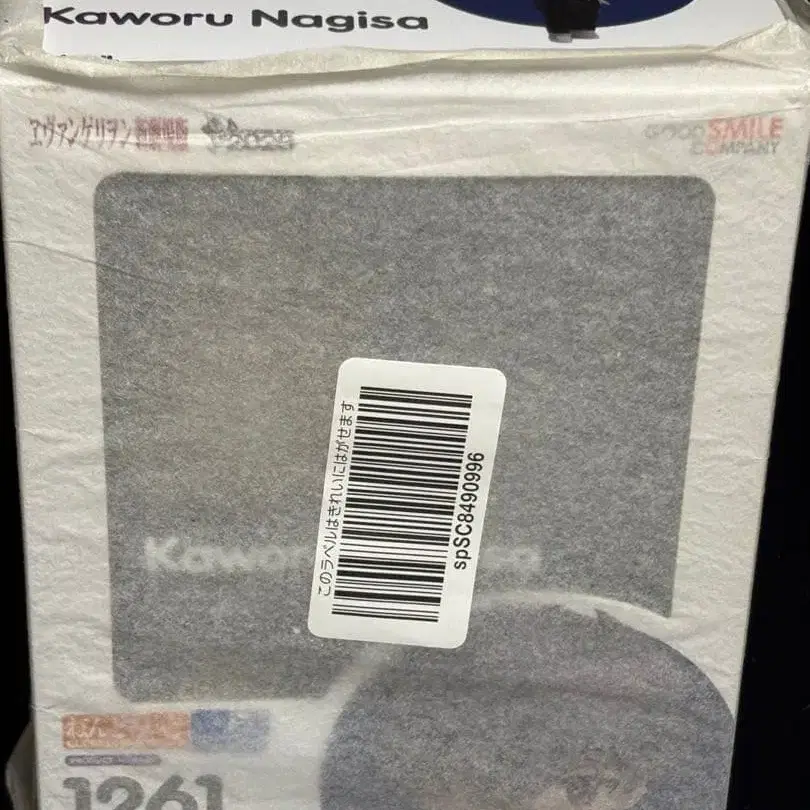 Kaworu Nagisa
ヱヴァンゲリヲン新劇場版
GOOD SMILE
COMPANY
このラベルはきれいにはがせます
spSC8490996
Kaworu Nagisa
1261